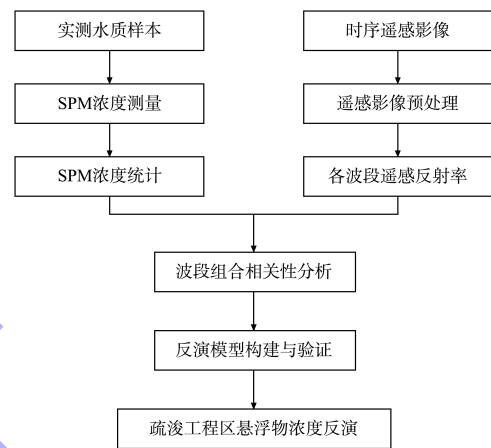 实测水质样本
时序遥感影像
SPM浓度测量
遥感影像预处理
SPM浓度统计
各波段遥感反射率
波段组合相关性分析
反演模型构建与验证
疏浚工程区悬浮物浓度反演